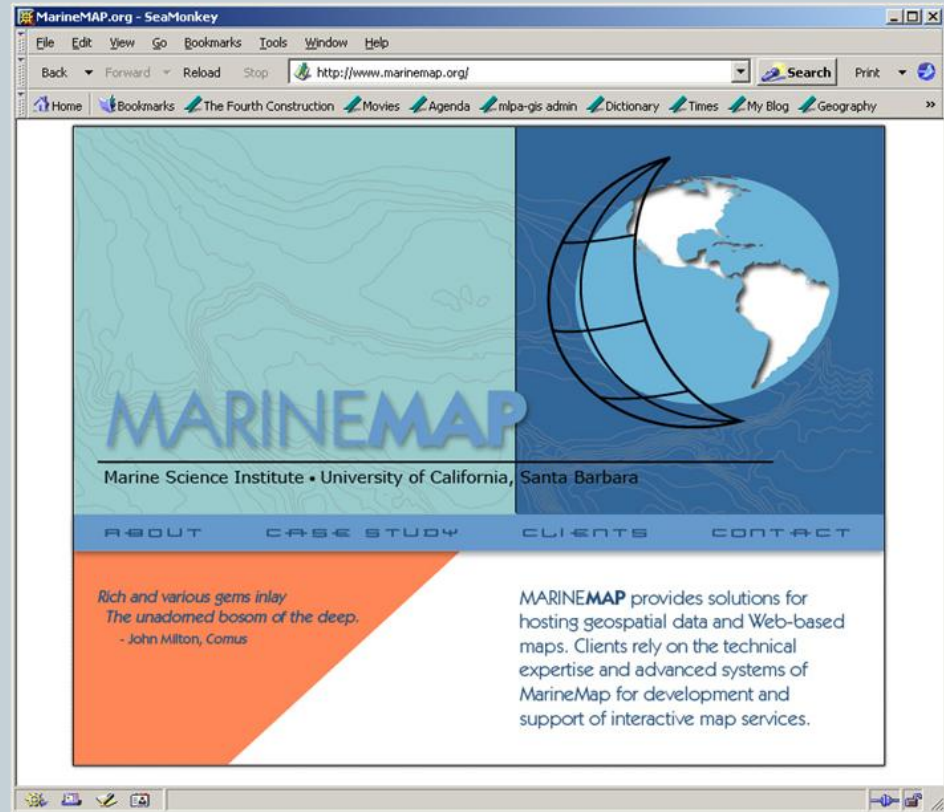 MarineMAP.org - SeaMonkey
File Edit View Go Bookmarks Tools Window Help
Back Forward Reload Stop http://www.marinemap.org/ Search Print
Home Bookmarks The Fourth Construction Movies Agenda mlpa-gis admin Dictionary Times My Blog Geography »
MARINEMAP
Marine Science Institute • University of California, Santa Barbara
ABOUT CASE STUDY CLIENTS CONTACT
Rich and various gems inlay
The unadorned bosom of the deep.
- John Milton, Comus
MARINEMAP provides solutions for
hosting geospatial data and Web-based
maps. Clients rely on the technical
expertise and advanced systems of
MarineMap for development and
support of interactive map services.